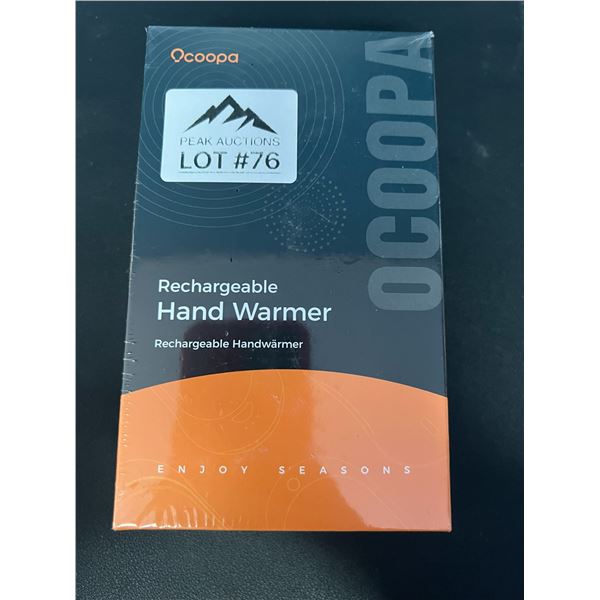 Ocoopa
PEAK AUCTIONS
LOT #76
OCOOPA
Rechargeable
Hand Warmer
Rechargeable Handwärmer
ENJOY SEASONS